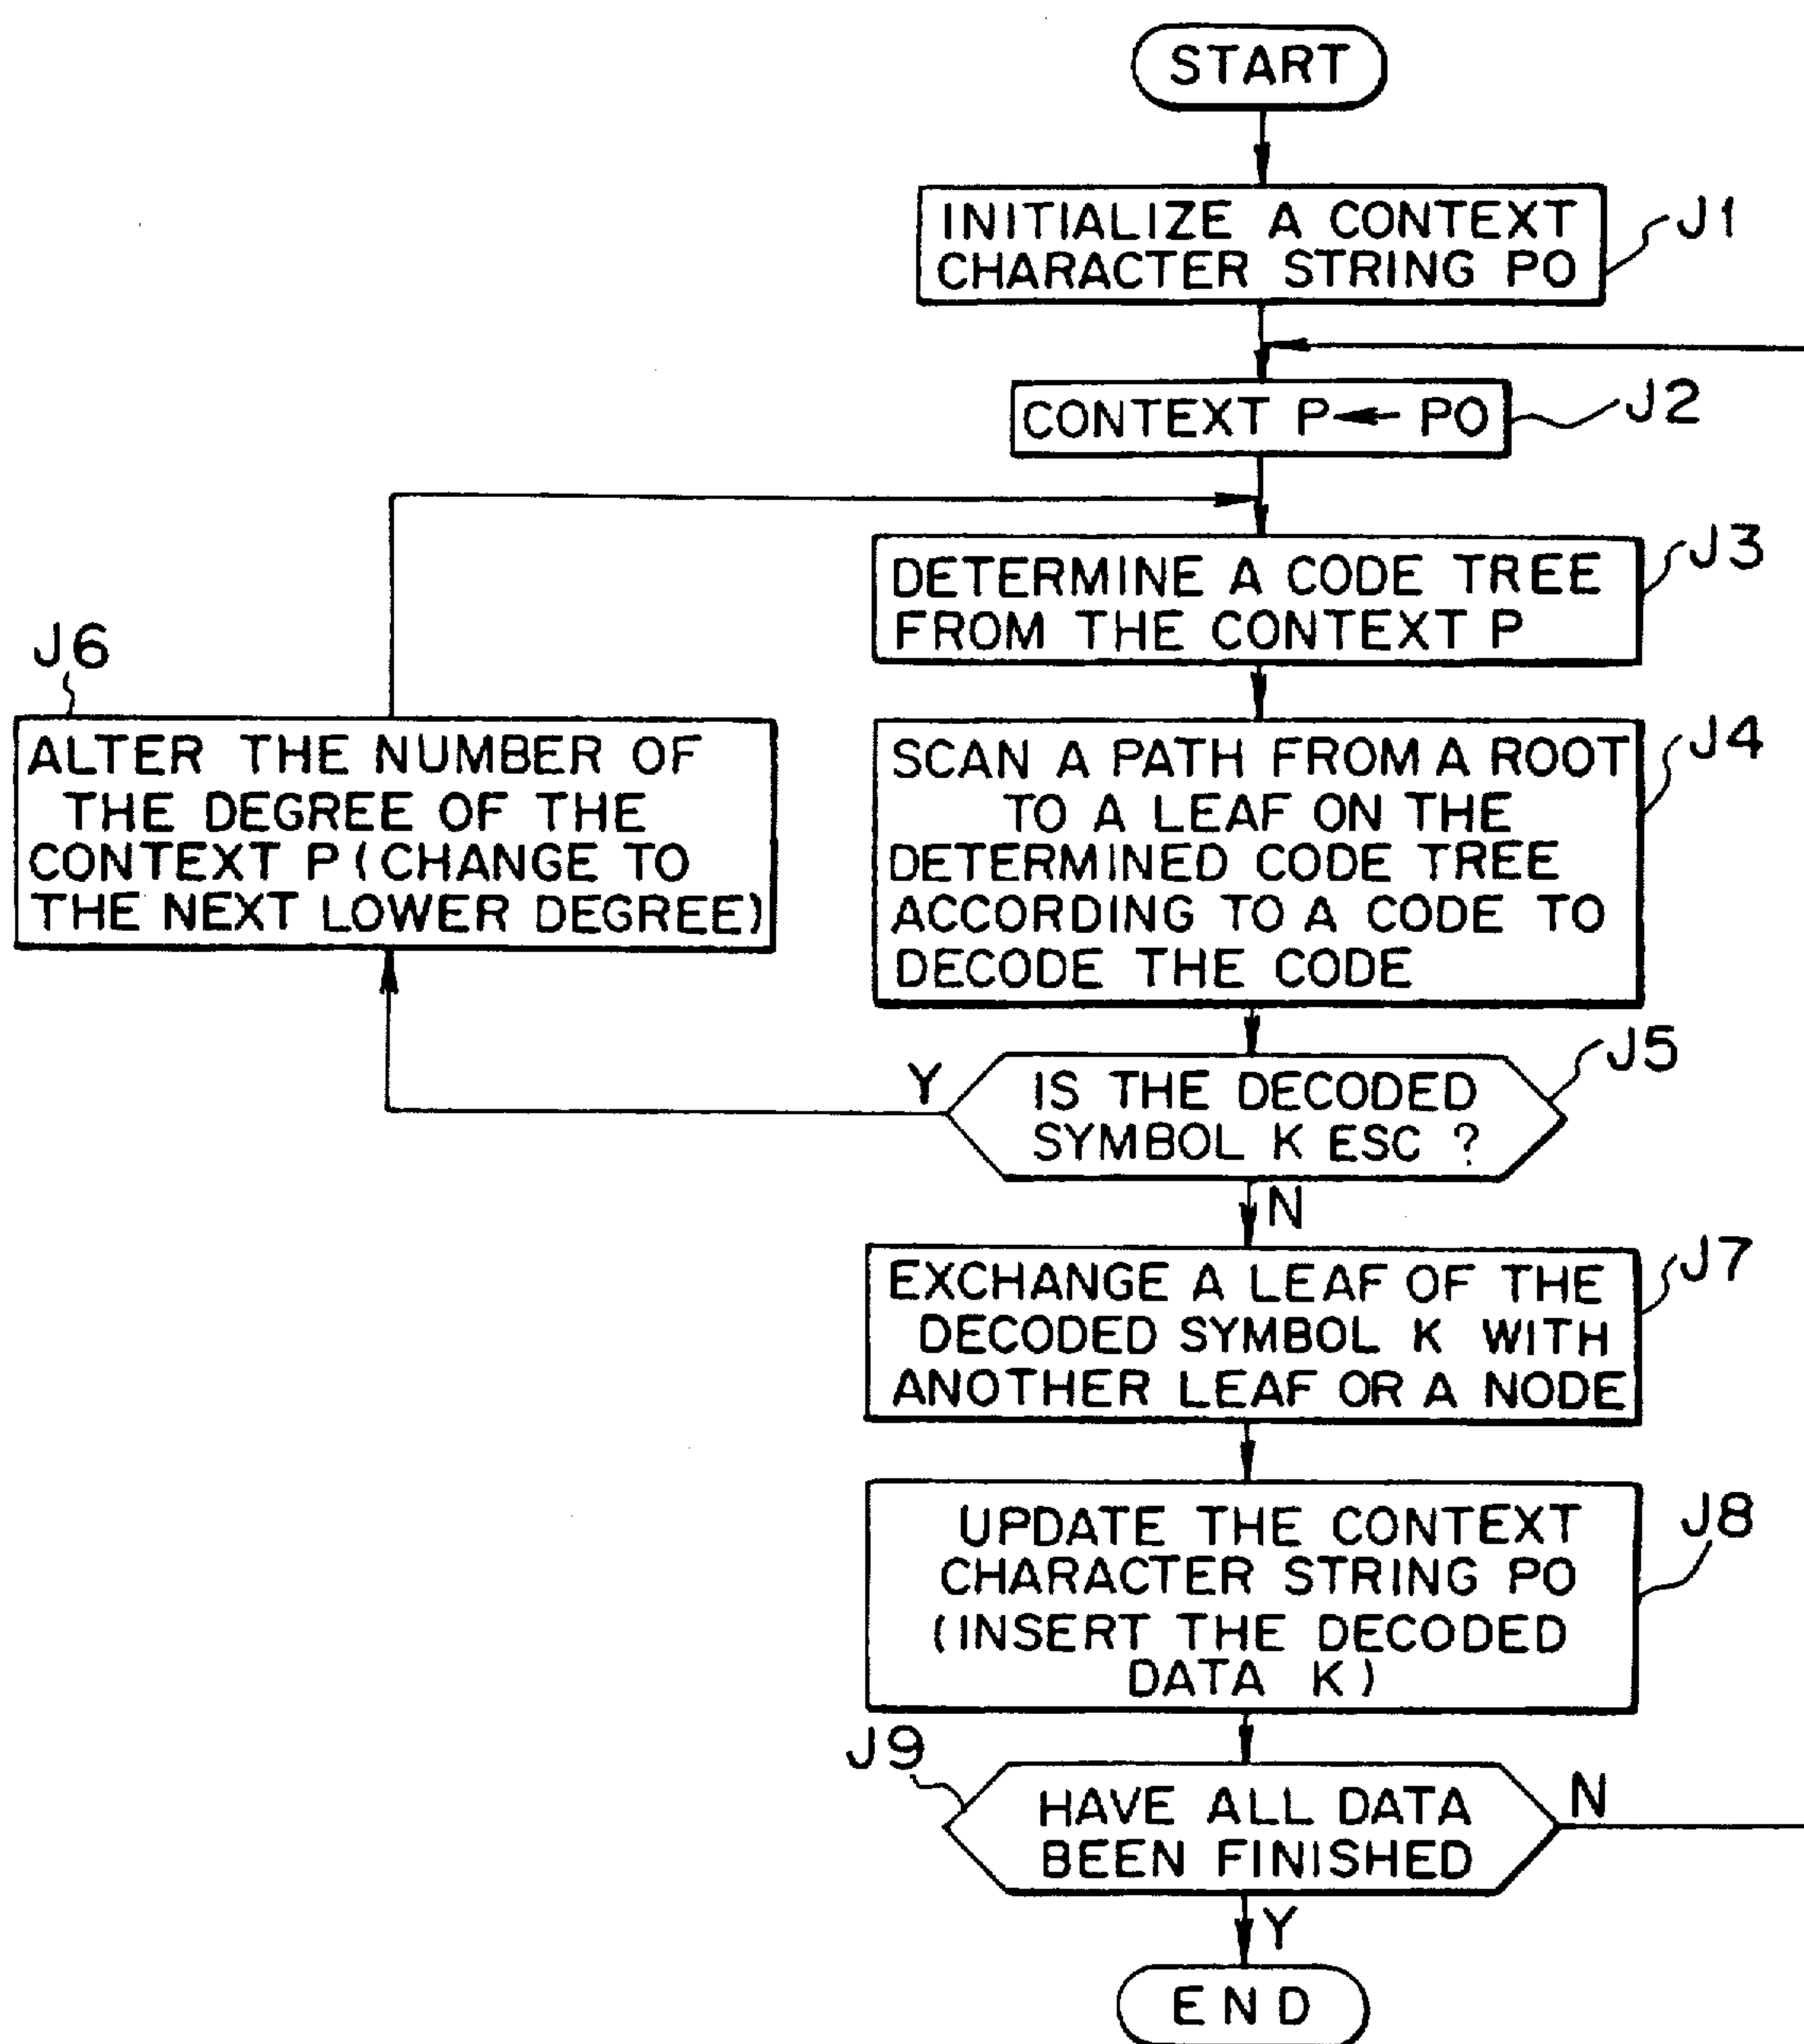 START
INITIALIZE A CONTEXT
CHARACTER STRING PO
J1
CONTEXT P← PO
J2
DETERMINE A CODE TREE
FROM THE CONTEXT P
J3
J6
ALTER THE NUMBER OF
THE DEGREE OF THE
CONTEXT P (CHANGE TO
THE NEXT LOWER DEGREE)
SCAN A PATH FROM A ROOT
TO A LEAF ON THE
DETERMINED CODE TREE
ACCORDING TO A CODE TO
DECODE THE CODE
J4
Y
IS THE DECODED
SYMBOL K ESC ?
J5
N
EXCHANGE A LEAF OF THE
DECODED SYMBOL K WITH
ANOTHER LEAF OR A NODE
J7
UPDATE THE CONTEXT
CHARACTER STRING PO
(INSERT THE DECODED
DATA K)
J8
J9
HAVE ALL DATA
BEEN FINISHED
N
Y
END